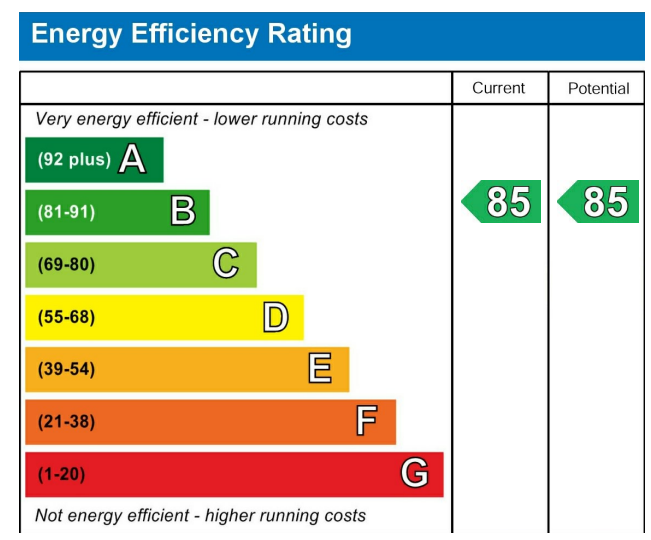 Energy Efficiency Rating
Current Potential
Very energy efficient - lower running costs
(92 plus) A
(81-91) B 85 85
(69-80) C
(55-68) D
(39-54) E
(21-38) F
(1-20) G
Not energy efficient - higher running costs